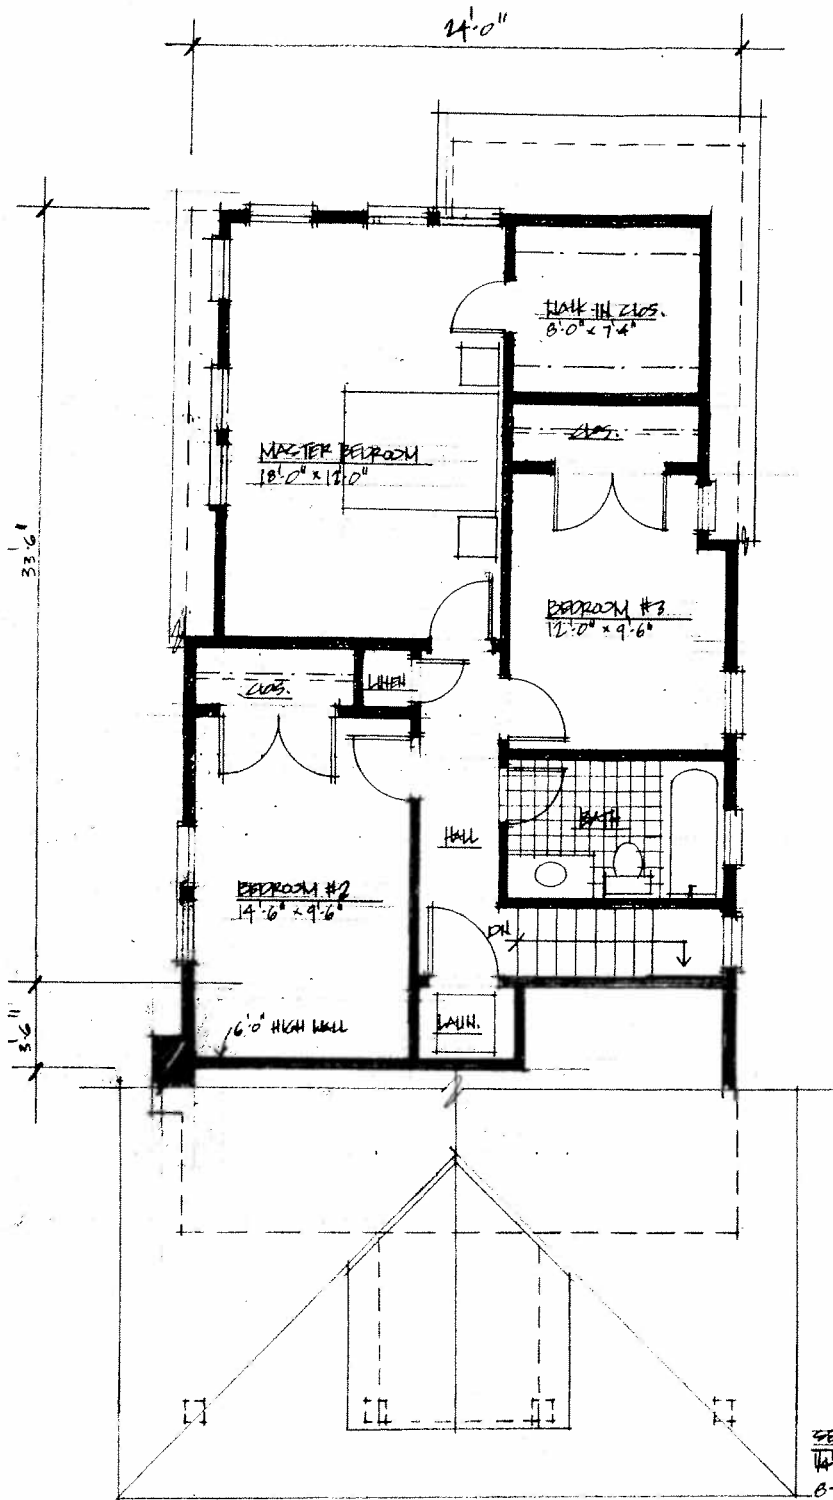 24'-0"
WALK-IN CLOS.
8'-0" x 7'-4"
CLOS.
MASTER BEDROOM
18'-0" x 12'-0"
33'-6"
BEDROOM #3
12'-0" x 9'-6"
LINEN
CLOS.
BATH
HALL
BEDROOM #2
14'-6" x 9'-6"
DN
3'-6"
6'-0" HIGH WALL
LAUN.